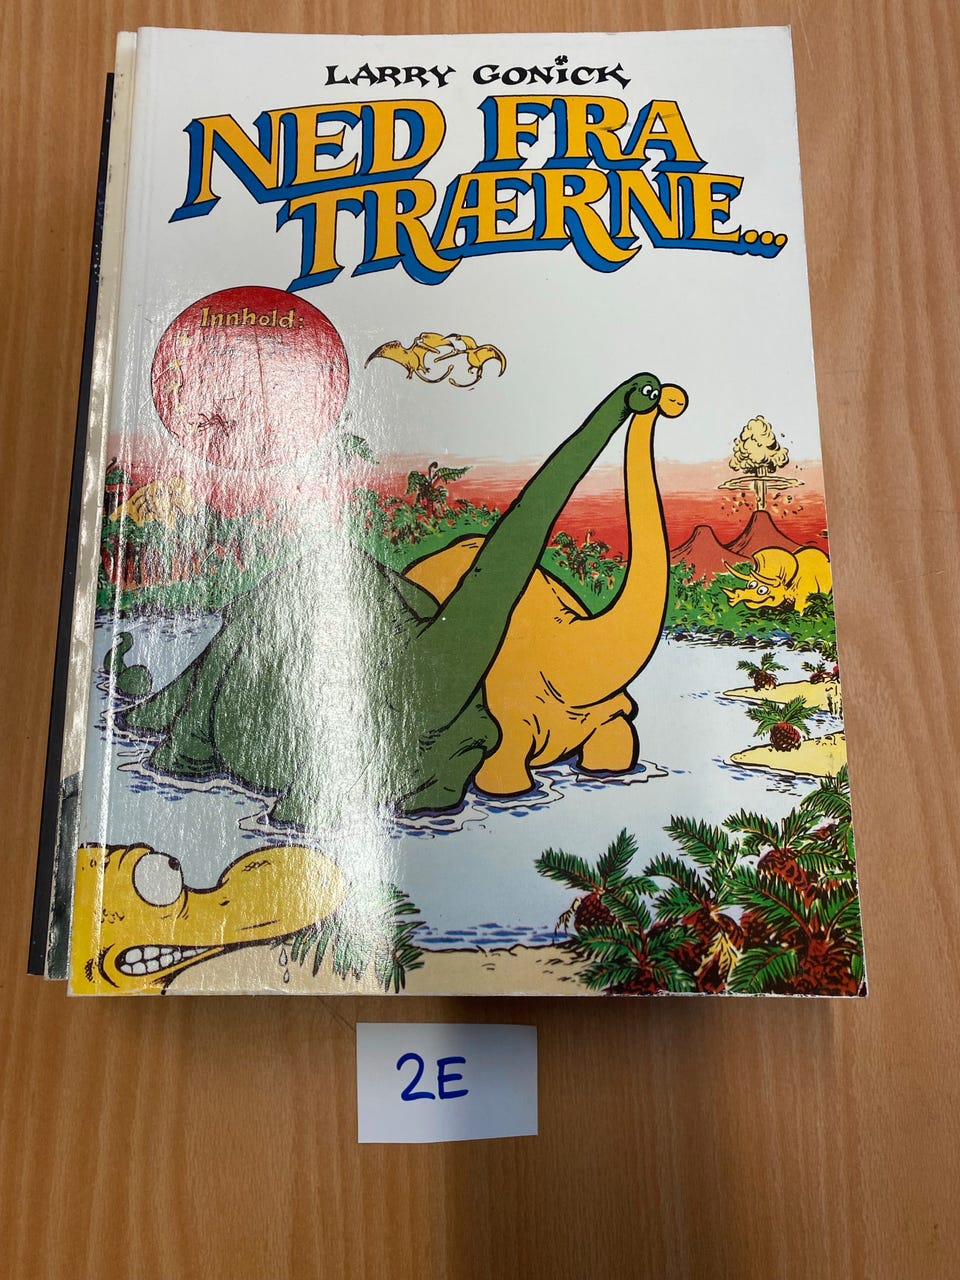 LARRY GONICK
NED FRA
TRÆRNE...
Innhold:
2E